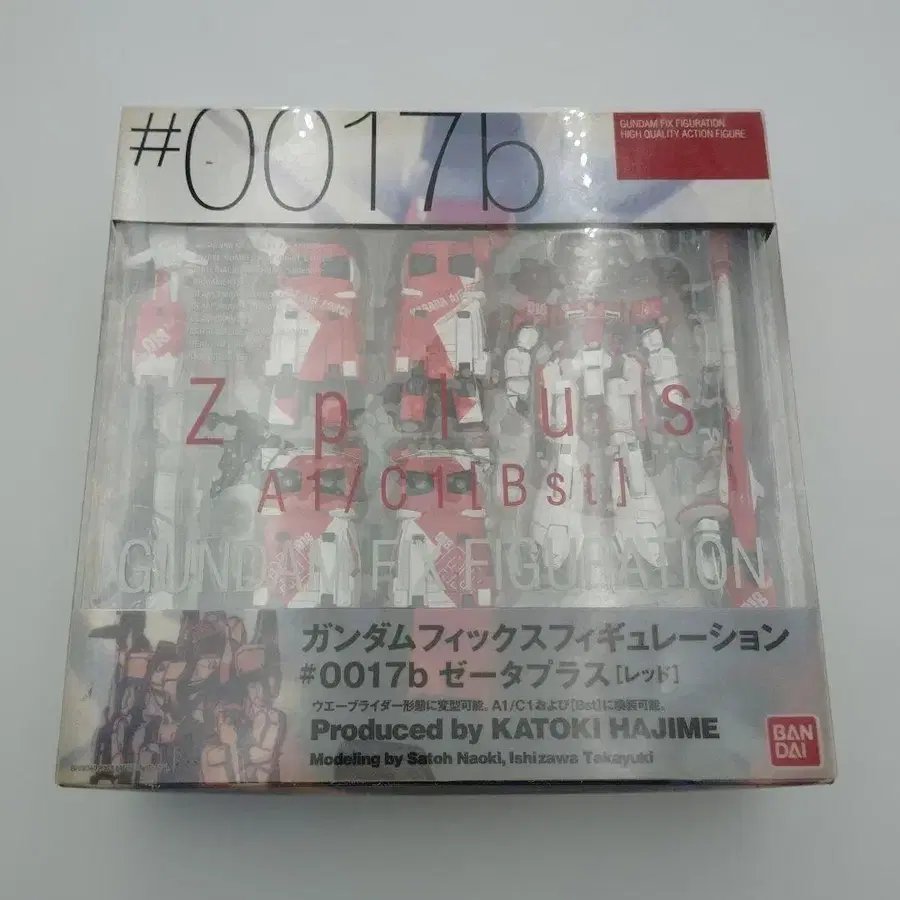 #0017b
GUNDAM FIX FIGURATION
HIGH QUALITY ACTION FIGURE
Z plus
A1/C1[Bst]
GUNDAM FIX FIGURATION
018
ガンダムフィックスフィギュレーション
#0017b ゼータプラス[レッド]
ウエーブライダー形態に変型可能。A1/C1および[Bst]に換装可能。
Produced by KATOKI HAJIME
Modeling by Satoh Naoki, Ishizawa Takayuki
BAN
DAI